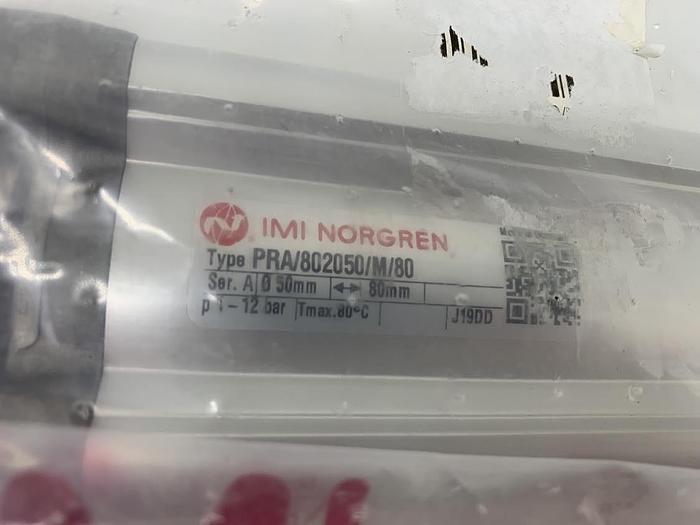 IMI NORGREN
Type PRA/802050/M/80
Ser. A Ø 50mm ↔ 80mm
p 1-12 bar Tmax.80°C J19DD